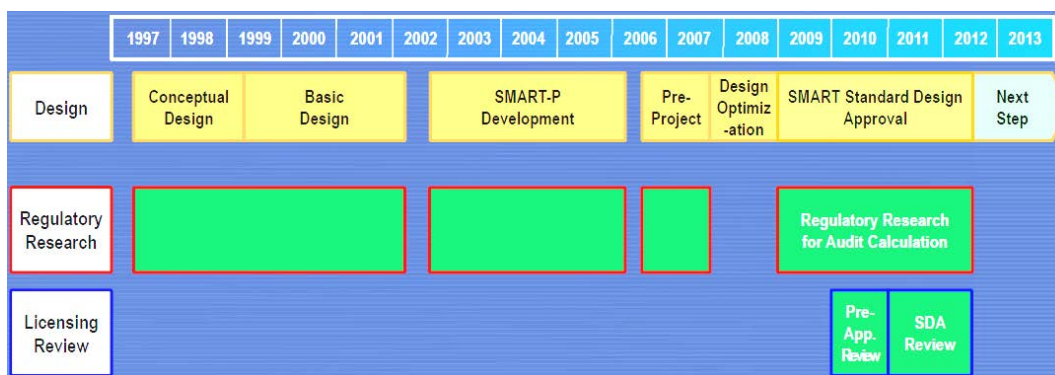 1997 1998 1999 2000 2001 2002 2003 2004 2005 2006 2007 2008 2009 2010 2011 2012 2013
Design
Conceptual
Design
Basic
Design
SMART-P
Development
Pre-
Project
Design
Optimiz
-ation
SMART Standard Design
Approval
Next
Step
Regulatory
Research
Regulatory Research
for Audit Calculation
Licensing
Review
Pre-
App.
Review
SDA
Review